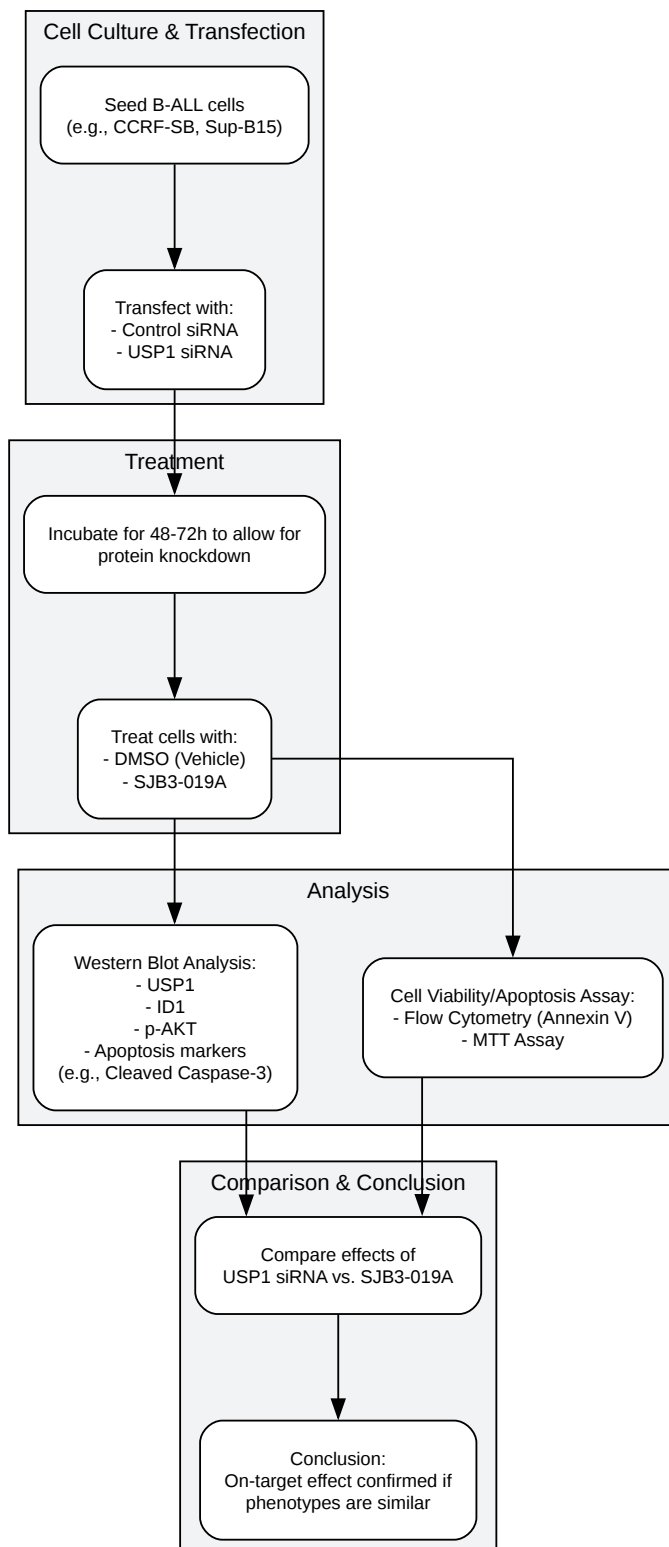 Cell Culture & Transfection
Seed B-ALL cells
(e.g., CCRF-SB, Sup-B15)
Transfect with:
- Control siRNA
- USP1 siRNA
Treatment
Incubate for 48-72h to allow for
protein knockdown
Treat cells with:
- DMSO (Vehicle)
- SJB3-019A
Analysis
Western Blot Analysis:
- USP1
- ID1
- p-AKT
- Apoptosis markers
(e.g., Cleaved Caspase-3)
Cell Viability/Apoptosis Assay:
- Flow Cytometry (Annexin V)
- MTT Assay
Comparison & Conclusion
Compare effects of
USP1 siRNA vs. SJB3-019A
Conclusion:
On-target effect confirmed if
phenotypes are similar